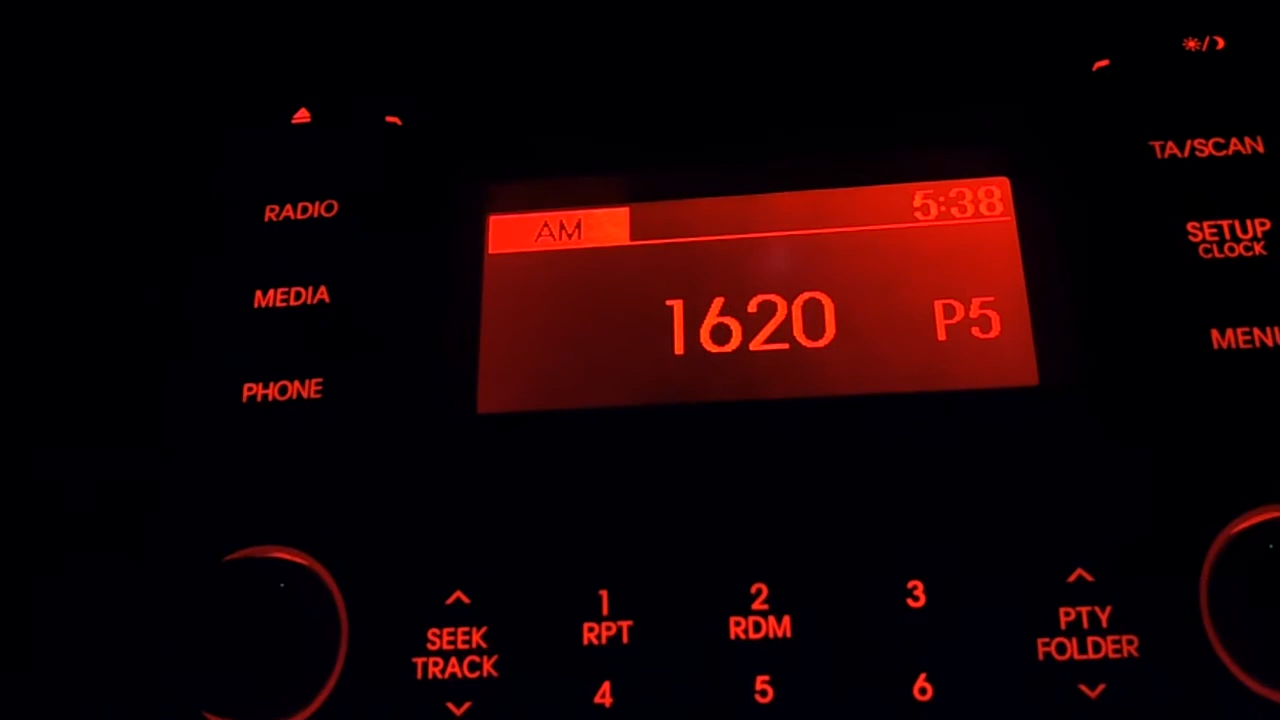 TA/SCAN
RADIO
AM 5:38
SETUP
CLOCK
MEDIA
1620 P5
MENU
PHONE
1 2 3
RPT RDM
SEEK
TRACK
PTY
FOLDER
4 5 6